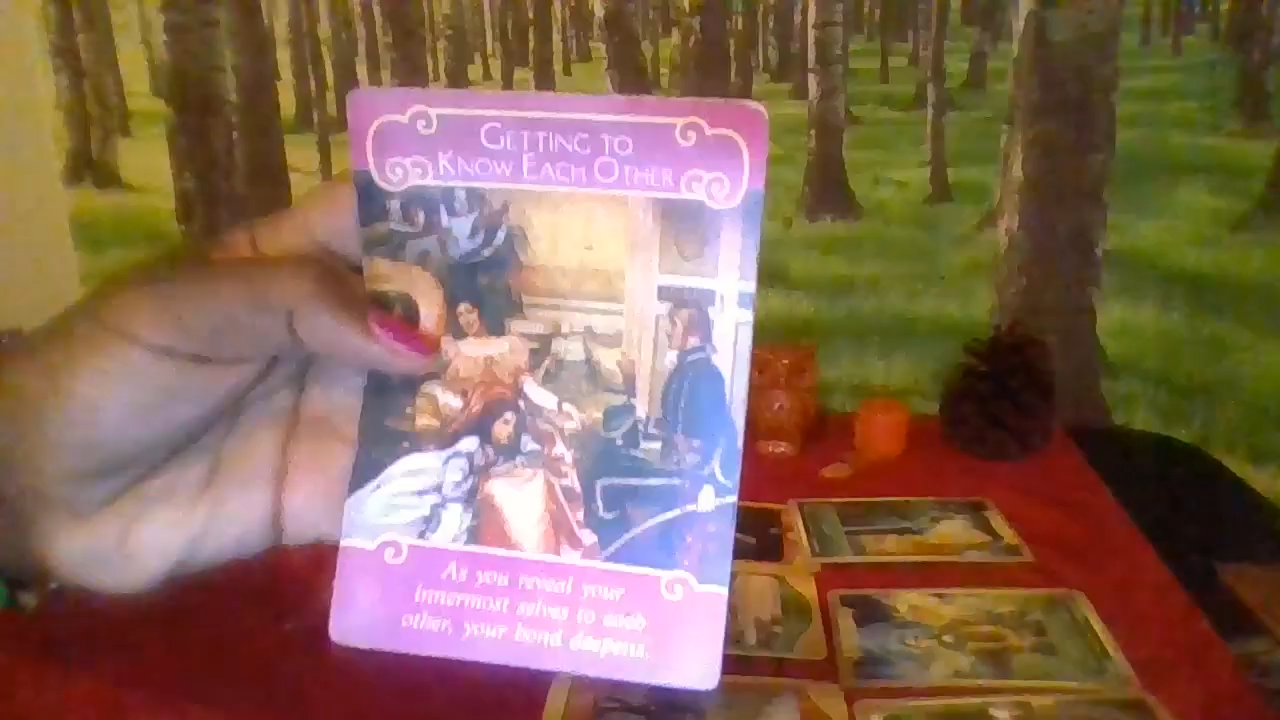 GETTING TO
KNOW EACH OTHER
As you reveal your
innermost selves to each
other, your bond deepens.